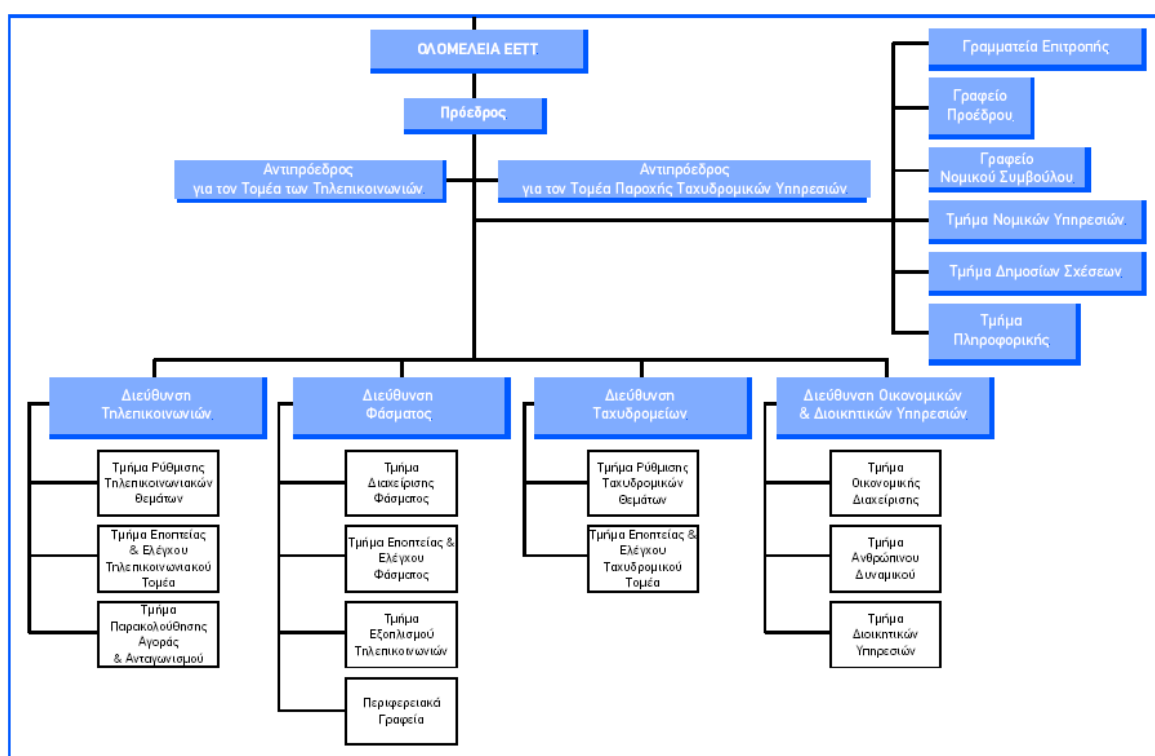 ΟΛΟΜΕΛΕΙΑ ΕΕΤΤ
Πρόεδρος
Αντιπρόεδρος
για τον Τομέα των Τηλεπικοινωνιών
Αντιπρόεδρος
για τον Τομέα Παροχής Ταχυδρομικών Υπηρεσιών
Γραμματεία Επιτροπής
Γραφείο
Προέδρου
Γραφείο
Νομικού Συμβούλου
Τμήμα Νομικών Υπηρεσιών
Τμήμα Δημοσίων Σχέσεων
Τμήμα
Πληροφορικής
Διεύθυνση
Τηλεπικοινωνιών
Τμήμα Ρύθμισης
Τηλεπικοινωνιακών
Θεμάτων
Τμήμα Εποπτείας
& Ελέγχου
Τηλεπικοινωνιακού
Τομέα
Τμήμα
Παρακολούθησης
Αγοράς
& Ανταγωνισμού
Διεύθυνση
Φάσματος
Τμήμα
Διαχείρισης
Φάσματος
Τμήμα Εποπτείας &
Ελέγχου
Φάσματος
Τμήμα
Εξοπλισμού
Τηλεπικοινωνιών
Περιφερειακά
Γραφεία
Διεύθυνση
Ταχυδρομείων
Τμήμα Ρύθμισης
Ταχυδρομικών
Θεμάτων
Τμήμα Εποπτείας &
Ελέγχου
Ταχυδρομικού
Τομέα
Διεύθυνση Οικονομικών
& Διοικητικών Υπηρεσιών
Τμήμα
Οικονομικής
Διαχείρισης
Τμήμα
Ανθρώπινου
Δυναμικού
Τμήμα
Διοικητικών
Υπηρεσιών